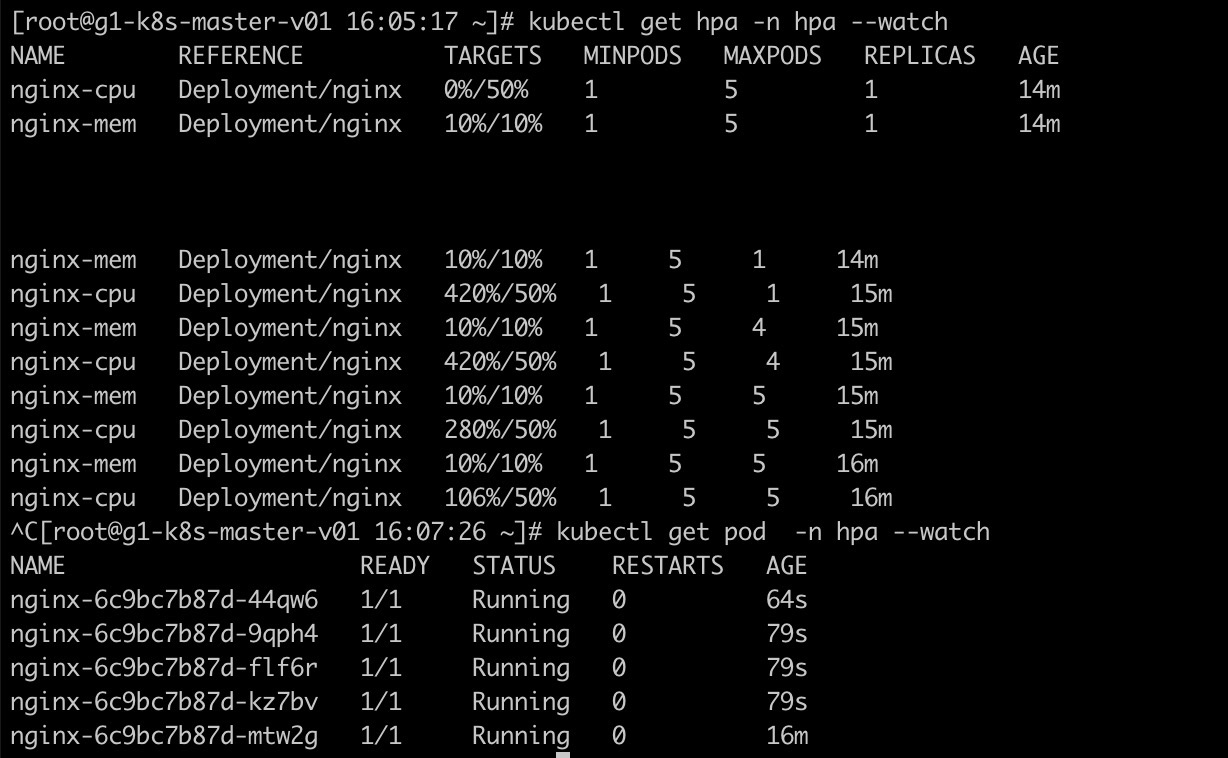 [root@g1-k8s-master-v01 16:05:17 ~]# kubectl get hpa -n hpa --watch
NAME        REFERENCE          TARGETS   MINPODS   MAXPODS   REPLICAS   AGE
nginx-cpu   Deployment/nginx   0%/50%    1         5         1          14m
nginx-mem   Deployment/nginx   10%/10%   1         5         1          14m
nginx-mem   Deployment/nginx   10%/10%   1     5     1     14m
nginx-cpu   Deployment/nginx   420%/50%   1     5     1     15m
nginx-mem   Deployment/nginx   10%/10%   1     5     4     15m
nginx-cpu   Deployment/nginx   420%/50%   1     5     4     15m
nginx-mem   Deployment/nginx   10%/10%   1     5     5     15m
nginx-cpu   Deployment/nginx   280%/50%   1     5     5     15m
nginx-mem   Deployment/nginx   10%/10%   1     5     5     16m
nginx-cpu   Deployment/nginx   106%/50%   1     5     5     16m
^C[root@g1-k8s-master-v01 16:07:26 ~]# kubectl get pod  -n hpa --watch
NAME                     READY   STATUS    RESTARTS   AGE
nginx-6c9bc7b87d-44qw6   1/1     Running   0          64s
nginx-6c9bc7b87d-9qph4   1/1     Running   0          79s
nginx-6c9bc7b87d-flf6r   1/1     Running   0          79s
nginx-6c9bc7b87d-kz7bv   1/1     Running   0          79s
nginx-6c9bc7b87d-mtw2g   1/1     Running   0          16m